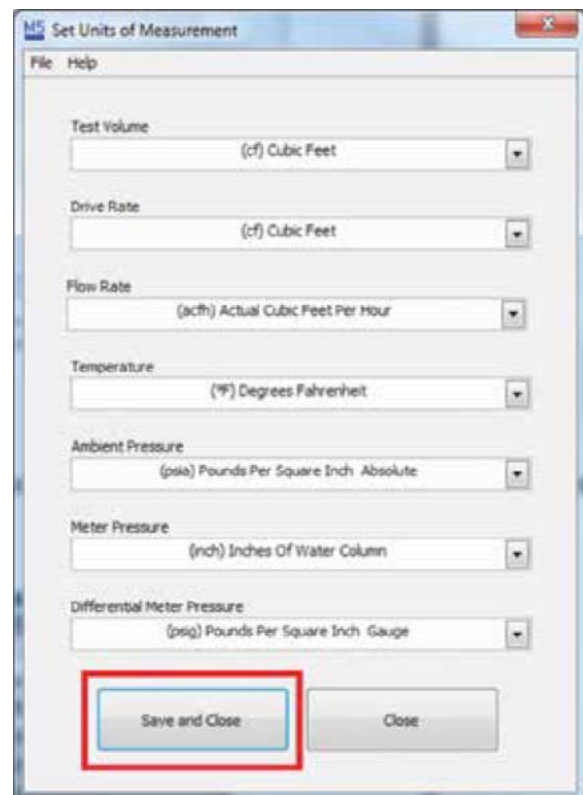 MS Set Units of Measurement
File Help
Test Volume
(cf) Cubic Feet
Drive Rate
(cf) Cubic Feet
Flow Rate
(acfh) Actual Cubic Feet Per Hour
Temperature
(°F) Degrees Fahrenheit
Ambient Pressure
(psia) Pounds Per Square Inch Absolute
Meter Pressure
(inch) Inches Of Water Column
Differential Meter Pressure
(psig) Pounds Per Square Inch Gauge
Save and Close Close